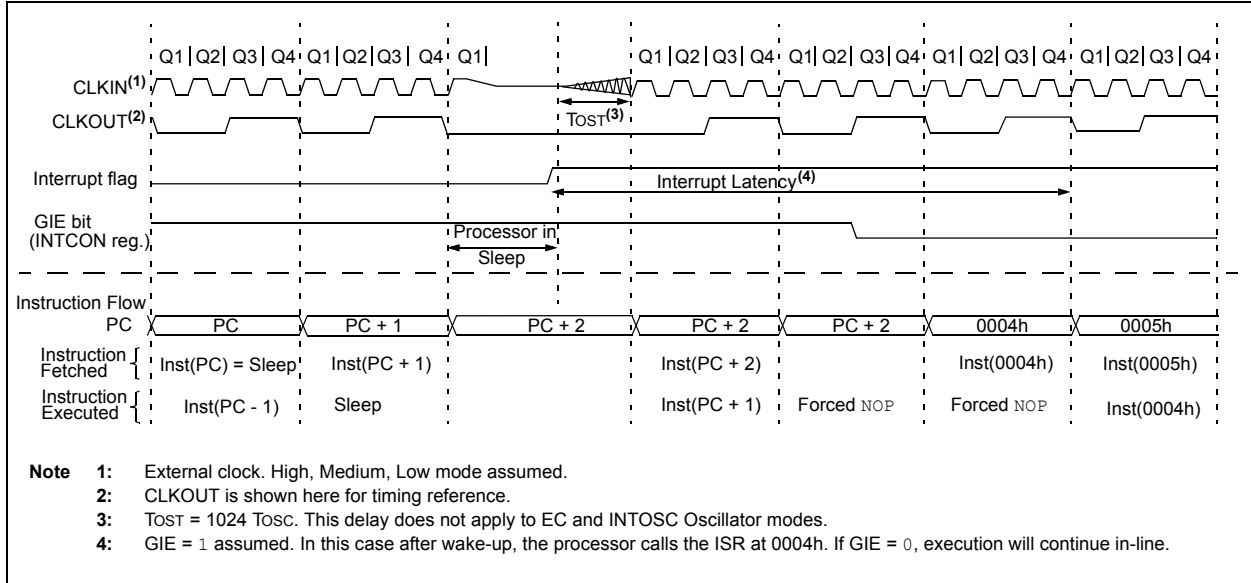 Q1 Q2 Q3 Q4 Q1 Q2 Q3 Q4 Q1 Q1 Q2 Q3 Q4 Q1 Q2 Q3 Q4 Q1 Q2 Q3 Q4 Q1 Q2 Q3 Q4
CLKIN(1)
TOST(3)
CLKOUT(2)
Interrupt flag
Interrupt Latency(4)
GIE bit
(INTCON reg.)
Processor in
Sleep
Instruction Flow
PC PC PC + 1 PC + 2 PC + 2 PC + 2 0004h 0005h
Instruction
Fetched
Inst(PC) = Sleep Inst(PC + 1) Inst(PC + 2) Inst(0004h) Inst(0005h)
Instruction
Executed
Inst(PC - 1) Sleep Inst(PC + 1) Forced NOP Forced NOP Inst(0004h)
Note 1: External clock. High, Medium, Low mode assumed.
2: CLKOUT is shown here for timing reference.
3: TOST = 1024 TOSC. This delay does not apply to EC and INTOSC Oscillator modes.
4: GIE = 1 assumed. In this case after wake-up, the processor calls the ISR at 0004h. If GIE = 0, execution will continue in-line.